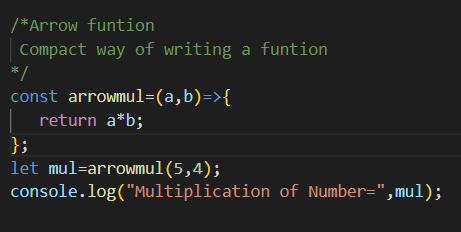 /*Arrow funtion
Compact way of writing a funtion
*/
const arrowmul=(a,b)=>{
return a*b;
};
let mul=arrowmul(5,4);
console.log("Multiplication of Number=",mul);